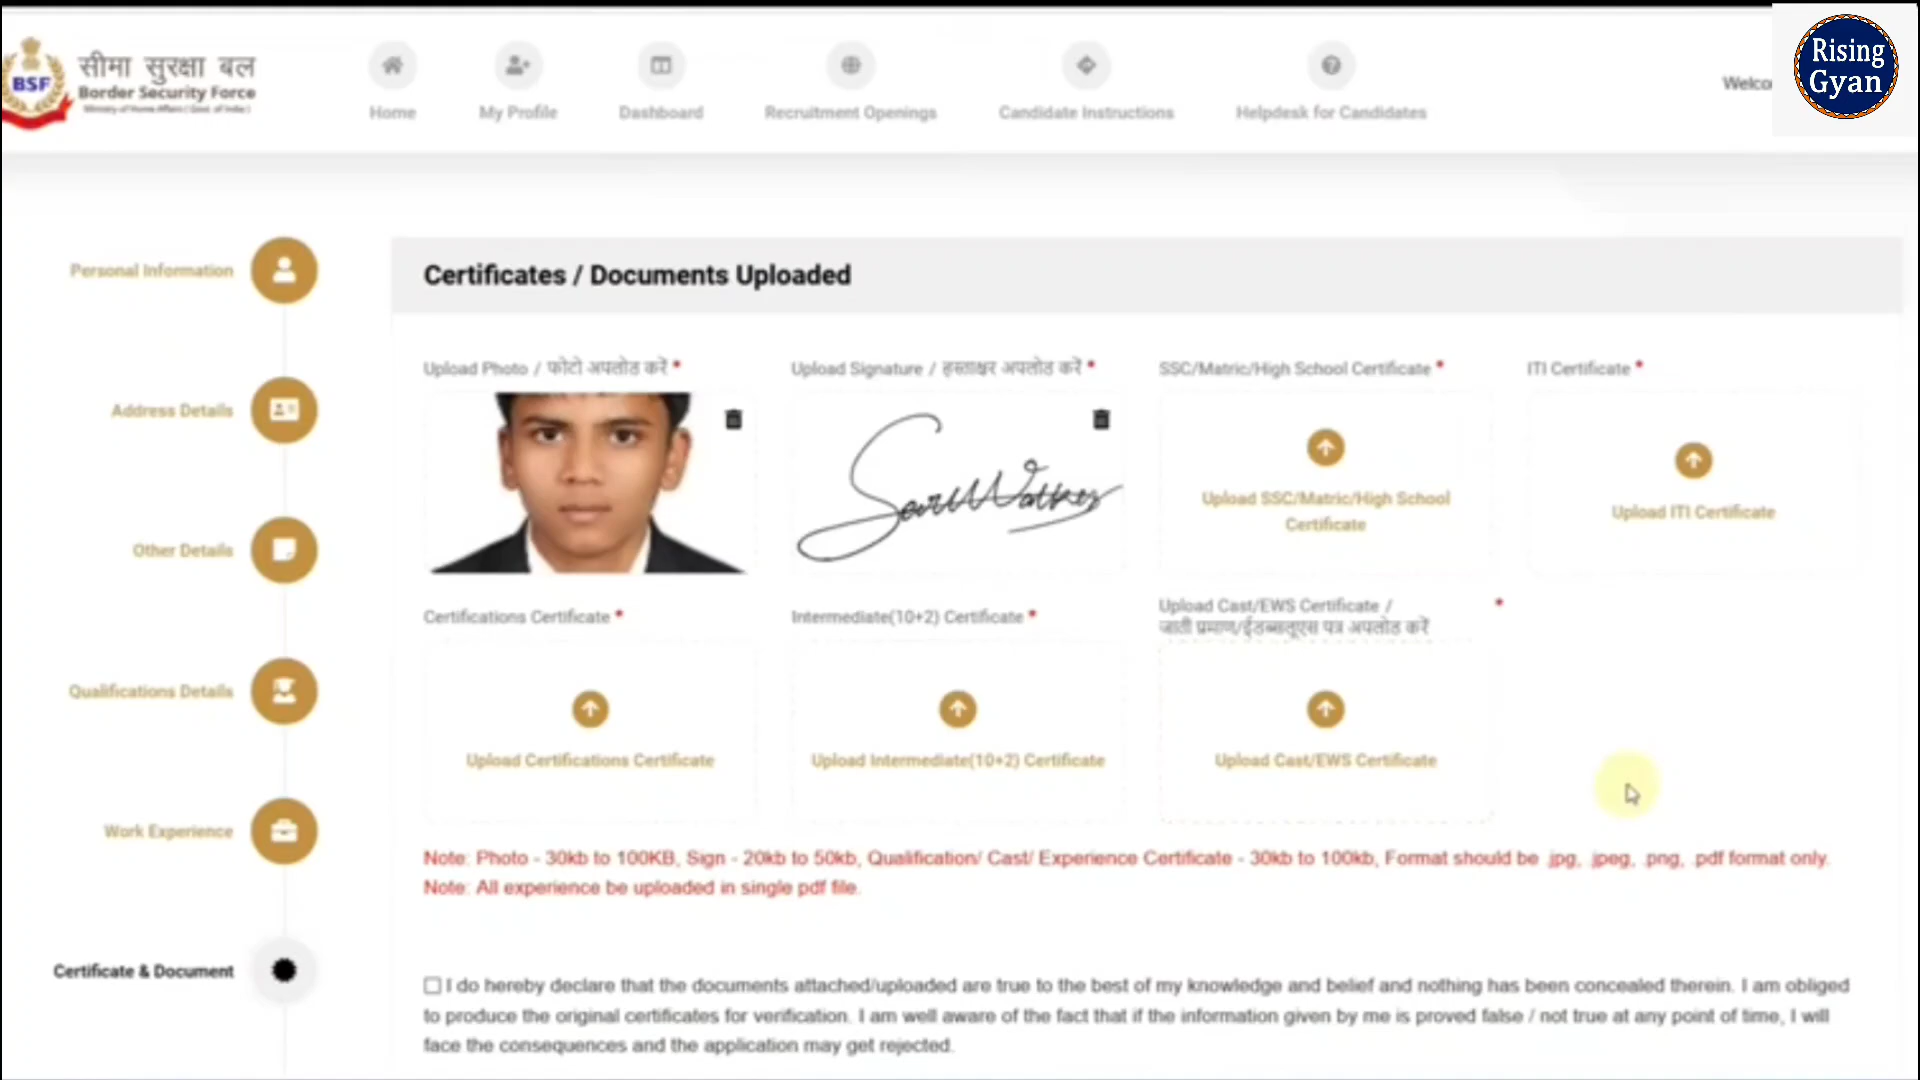 BSF
सीमा सुरक्षा बल
Border Security Force
Ministry of Home Affairs ( Govt. of India )
Home
My Profile
Dashboard
Recruitment Openings
Candidate Instructions
Helpdesk for Candidates
Welco
Rising
Gyan
Personal Information
Address Details
Other Details
Qualifications Details
Work Experience
Certificate & Document
Certificates / Documents Uploaded
Upload Photo / फोटो अपलोड करें *
Upload Signature / हस्ताक्षर अपलोड करें *
SSC/Matric/High School Certificate *
ITI Certificate *
Upload SSC/Matric/High School
Certificate
Upload ITI Certificate
Certifications Certificate *
Intermediate(10+2) Certificate *
Upload Cast/EWS Certificate / *
जाती प्रमाण/ईडब्लूएस पत्र अपलोड करें
Upload Certifications Certificate
Upload Intermediate(10+2) Certificate
Upload Cast/EWS Certificate
Note: Photo - 30kb to 100KB, Sign - 20kb to 50kb, Qualification/ Cast/ Experience Certificate - 30kb to 100kb, Format should be .jpg, .jpeg, .png, .pdf format only.
Note: All experience be uploaded in single pdf file.
I do hereby declare that the documents attached/uploaded are true to the best of my knowledge and belief and nothing has been concealed therein. I am obliged
to produce the original certificates for verification. I am well aware of the fact that if the information given by me is proved false / not true at any point of time, I will
face the consequences and the application may get rejected.